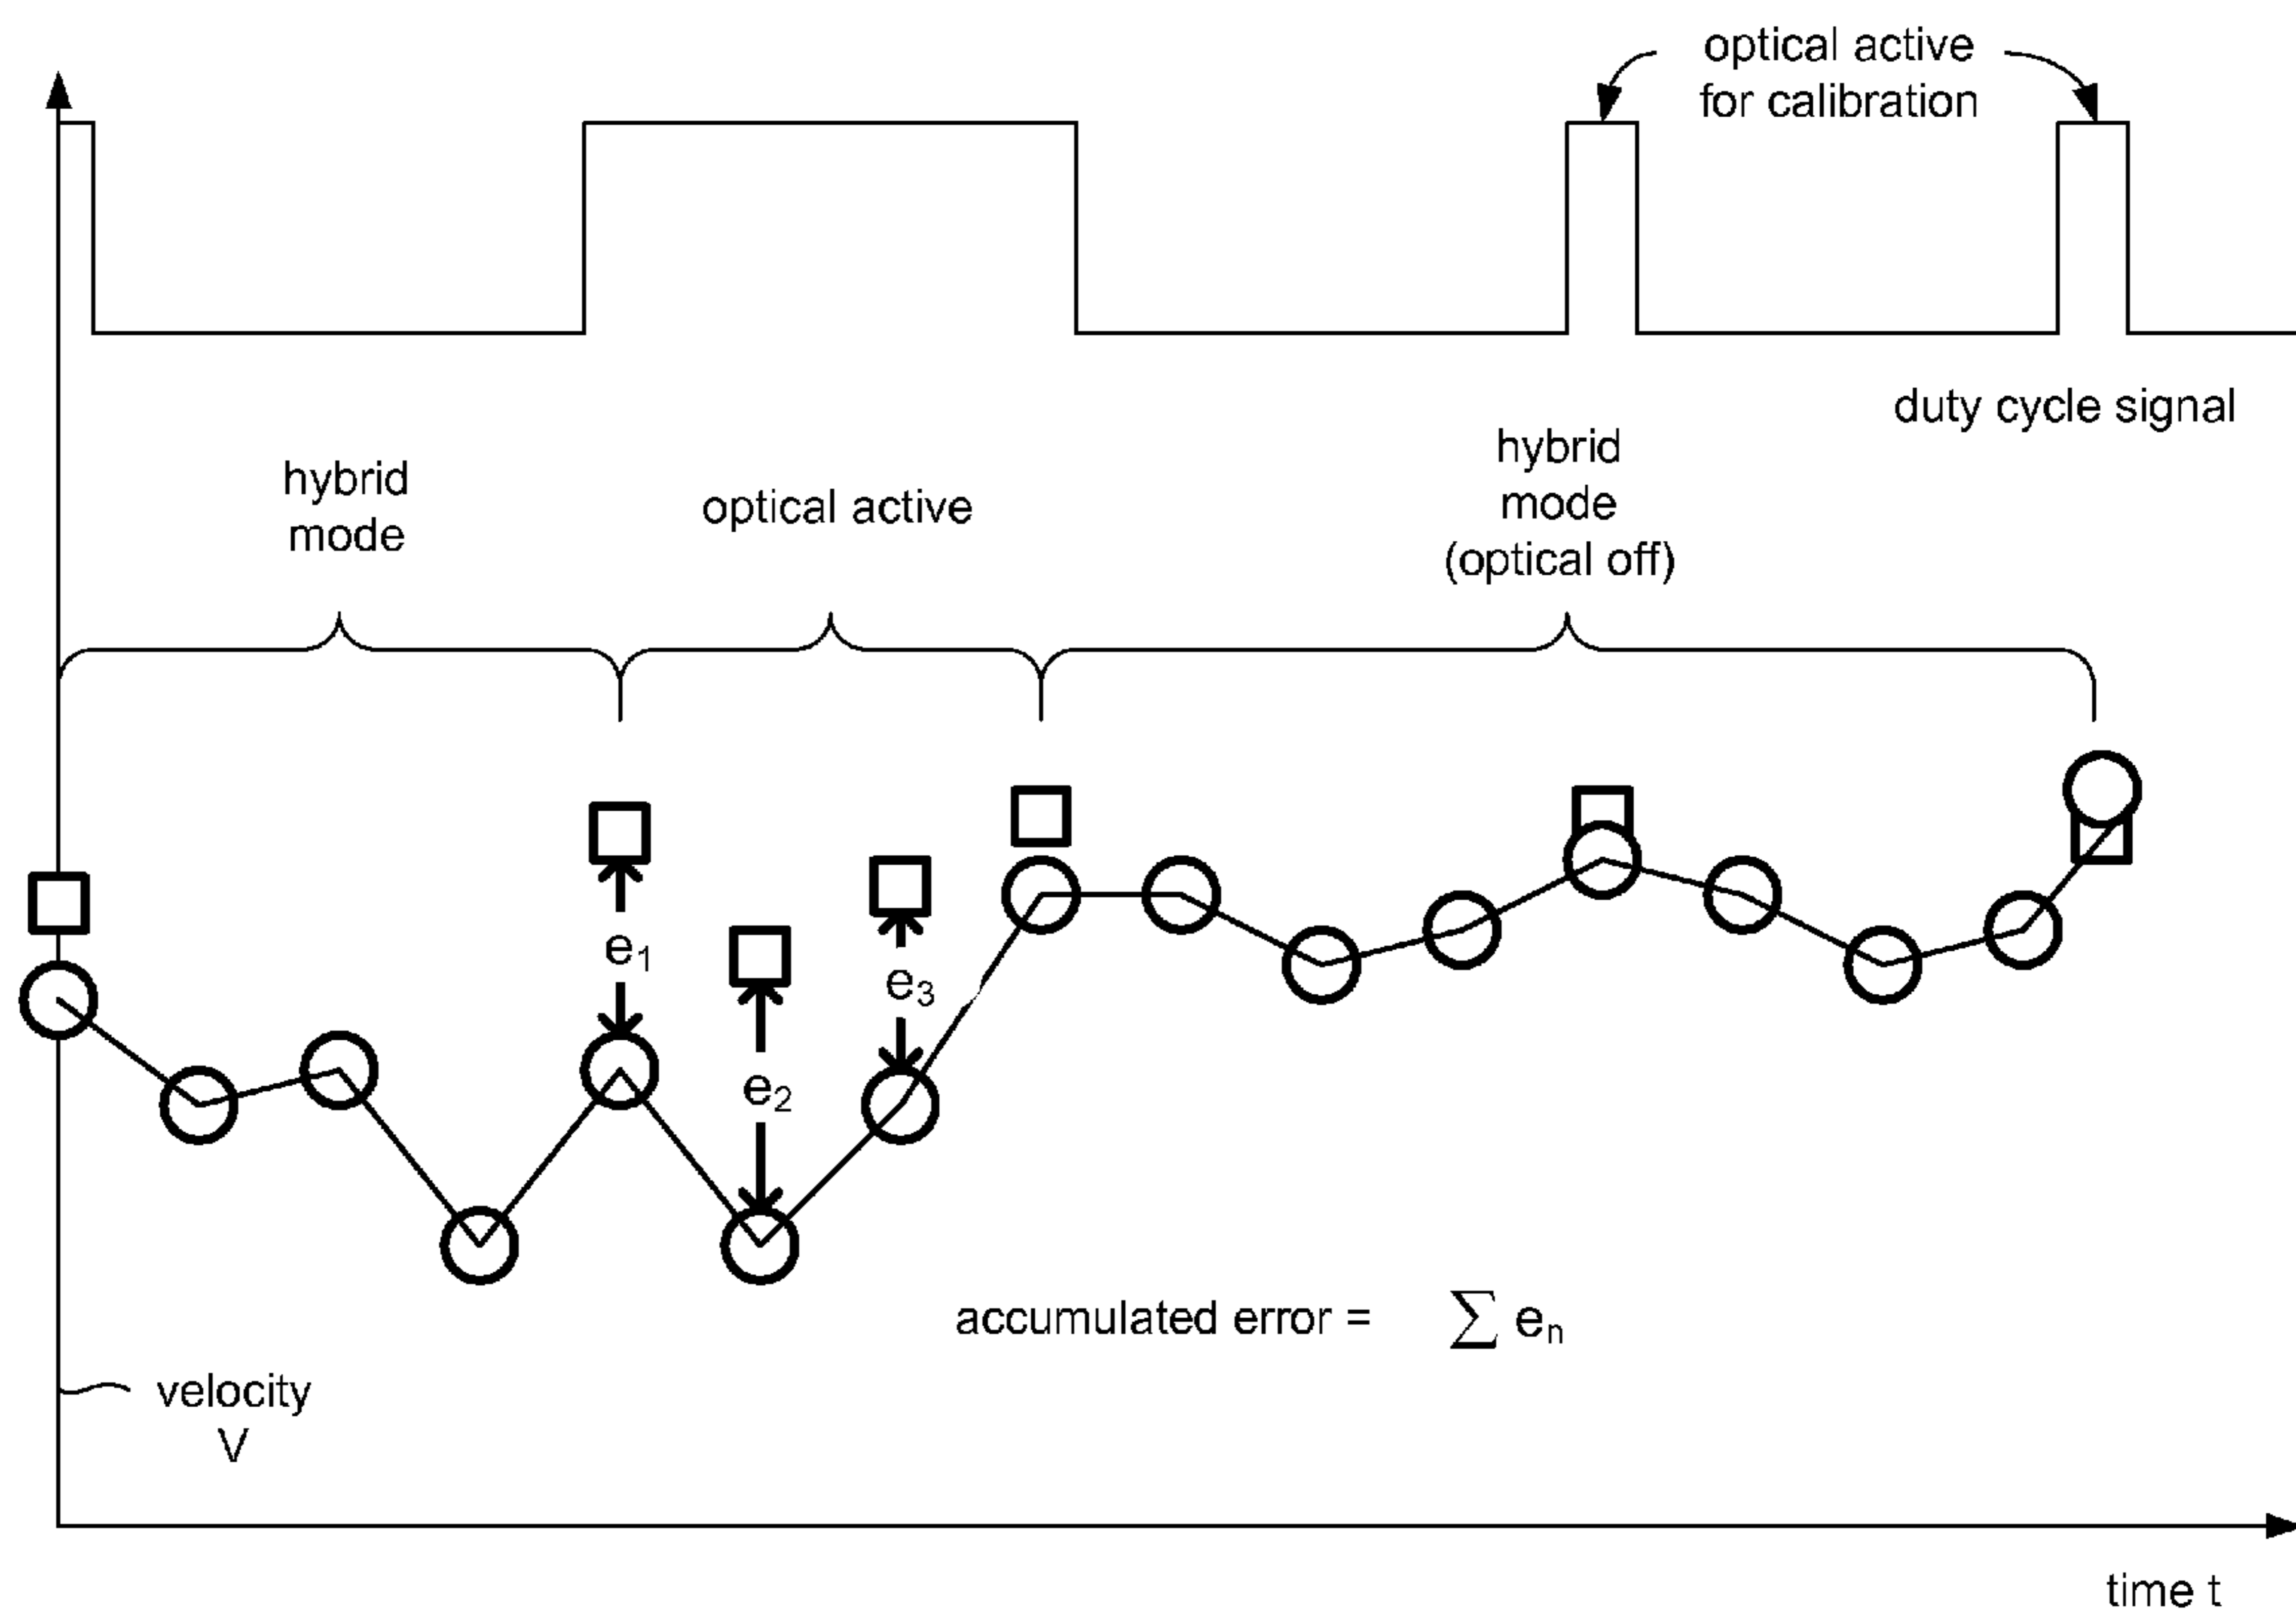 optical active
for calibration
duty cycle signal
hybrid
mode
optical active
hybrid
mode
(optical off)
e1
e2
e3
accumulated error = ∑ en
velocity
V
time t